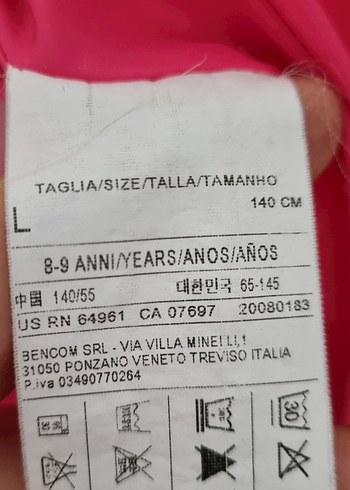 TAGLIA/SIZE/TALLA/TAMANHO
140 CM
L
8-9 ANNI/YEARS/ANOS/AÑOS
中國 140/55 대한민국 65-145
US RN 64961 CA 07697 20080183
BENCOM SRL - VIA VILLA MINELLI,1
31050 PONZANO VENETO TREVISO ITALIA
P.iva 03490770264
30